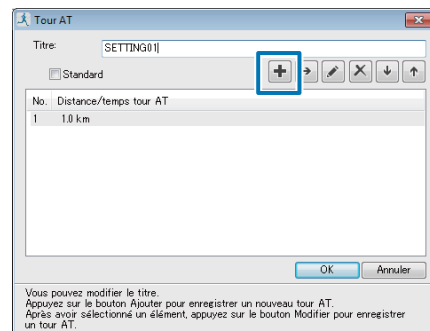 Tour AT
Titre: SETTING01
Standard
No. Distance/temps tour AT
1 1.0 km
OK Annuler
Vous pouvez modifier le titre.
Appuyez sur le bouton Ajouter pour enregistrer un nouveau tour AT.
Après avoir sélectionné un élément, appuyez sur le bouton Modifier pour enregistrer
un tour AT.